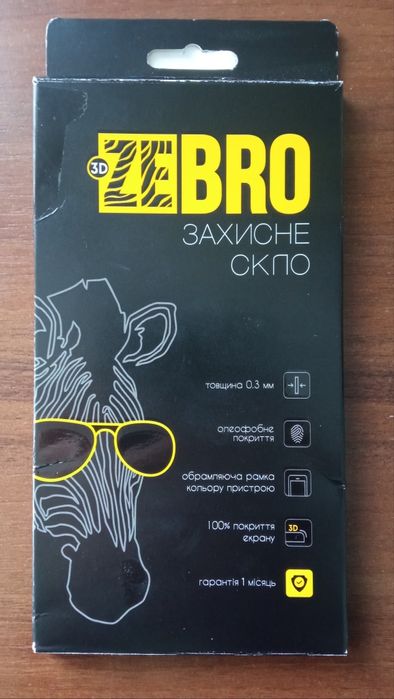 3D ZEBRO
ЗАХИСНЕ
СКЛО
товщина 0.3 мм
олеофобне
покриття
обрамляюча рамка
кольору пристрою
100% покриття
екрану
3D
гарантія 1 місяць